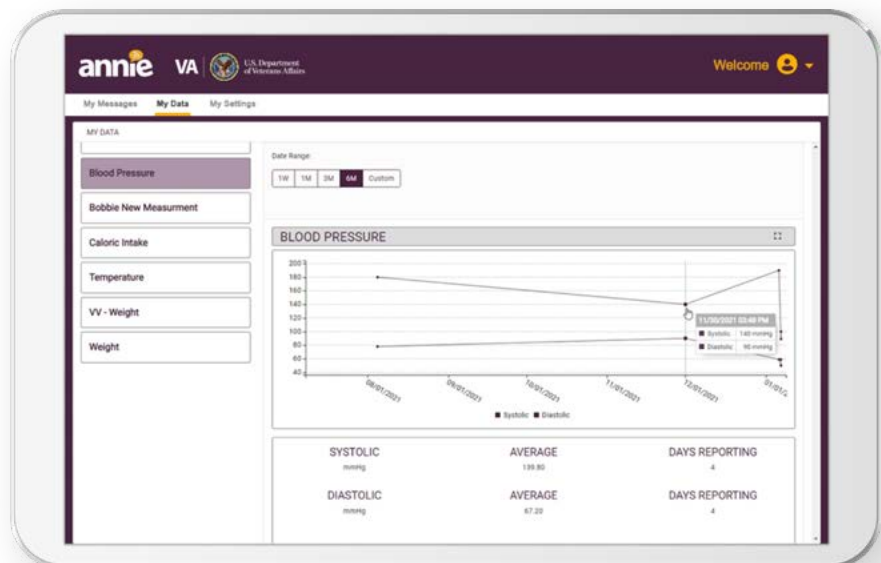 annie VA U.S. Department
of Veterans Affairs
Welcome
My Messages My Data My Settings
MY DATA
Blood Pressure
Bobbie New Measurment
Caloric Intake
Temperature
VV - Weight
Weight
Date Range:
1W 1M 3M 6M Custom
BLOOD PRESSURE
200
180
160
140
120
100
80
60
40
08/01/2021 09/01/2021 10/01/2021 11/01/2021 12/01/2021 01/01/2
11/30/2021 03:48 PM
Systolic 140 mmHg
Diastolic 90 mmHg
Systolic Diastolic
SYSTOLIC AVERAGE DAYS REPORTING
mmHg 139.80 4
DIASTOLIC AVERAGE DAYS REPORTING
mmHg 67.20 4